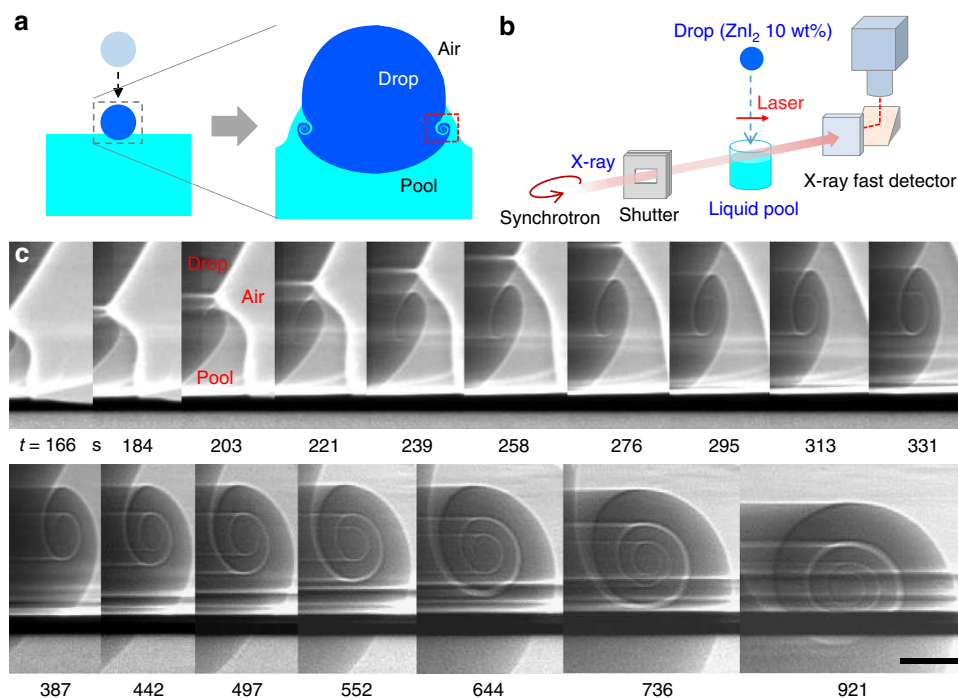 a
Air
Drop
Pool
b
Drop (ZnI₂ 10 wt%)
Laser
X-ray
Synchrotron
Shutter
Liquid pool
X-ray fast detector
c
Drop
Air
Pool
t = 166 s 184 203 221 239 258 276 295 313 331
387 442 497 552 644 736 921